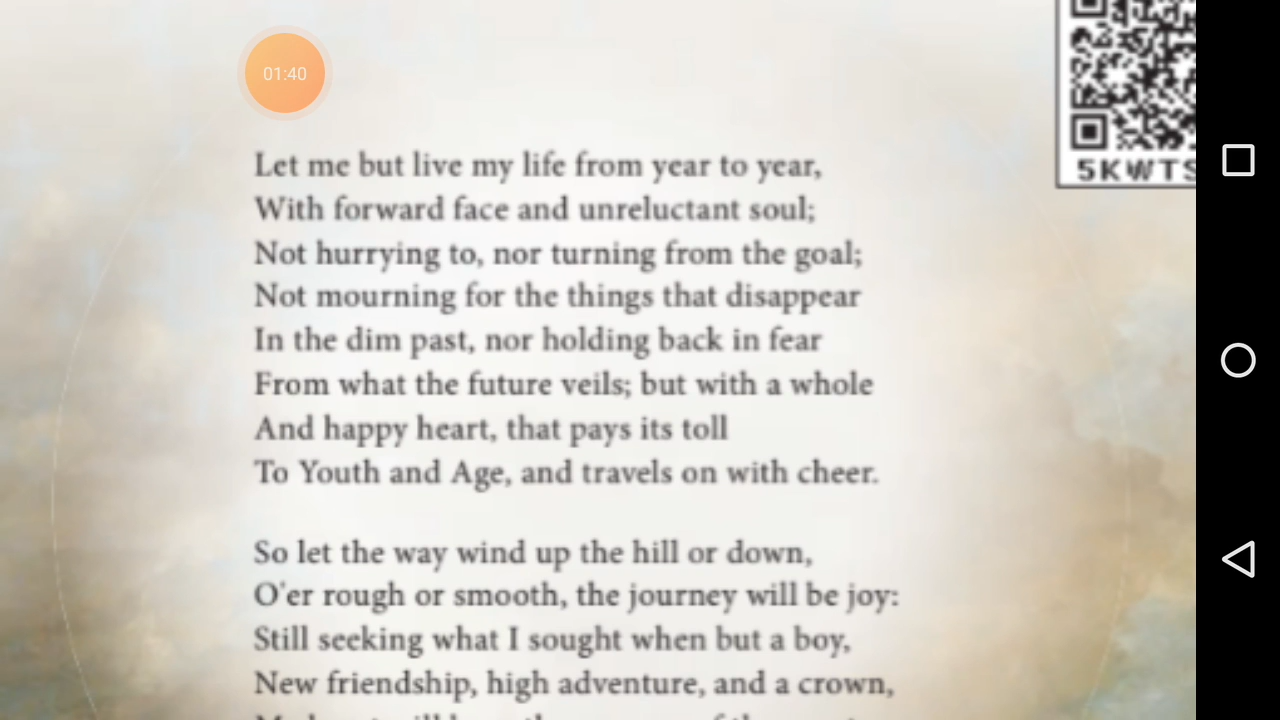 01:40
Let me but live my life from year to year,
With forward face and unreluctant soul;
Not hurrying to, nor turning from the goal;
Not mourning for the things that disappear
In the dim past, nor holding back in fear
From what the future veils; but with a whole
And happy heart, that pays its toll
To Youth and Age, and travels on with cheer.
So let the way wind up the hill or down,
O'er rough or smooth, the journey will be joy:
Still seeking what I sought when but a boy,
New friendship, high adventure, and a crown,
5KWTS